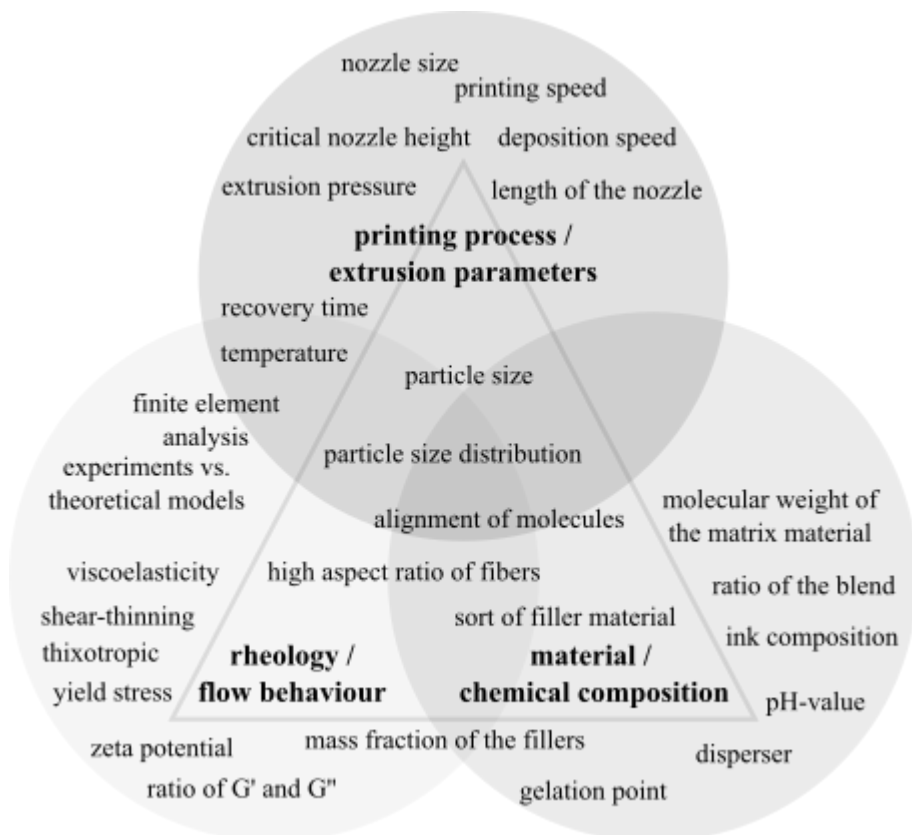 nozzle size
printing speed
critical nozzle height
deposition speed
extrusion pressure
length of the nozzle
printing process /
extrusion parameters
recovery time
temperature
particle size
finite element
analysis
experiments vs.
theoretical models
particle size distribution
alignment of molecules
molecular weight of
the matrix material
viscoelasticity
high aspect ratio of fibers
ratio of the blend
shear-thinning
sort of filler material
ink composition
thixotropic
rheology /
flow behaviour
material /
chemical composition
yield stress
pH-value
zeta potential
mass fraction of the fillers
disperser
ratio of G' and G"
gelation point